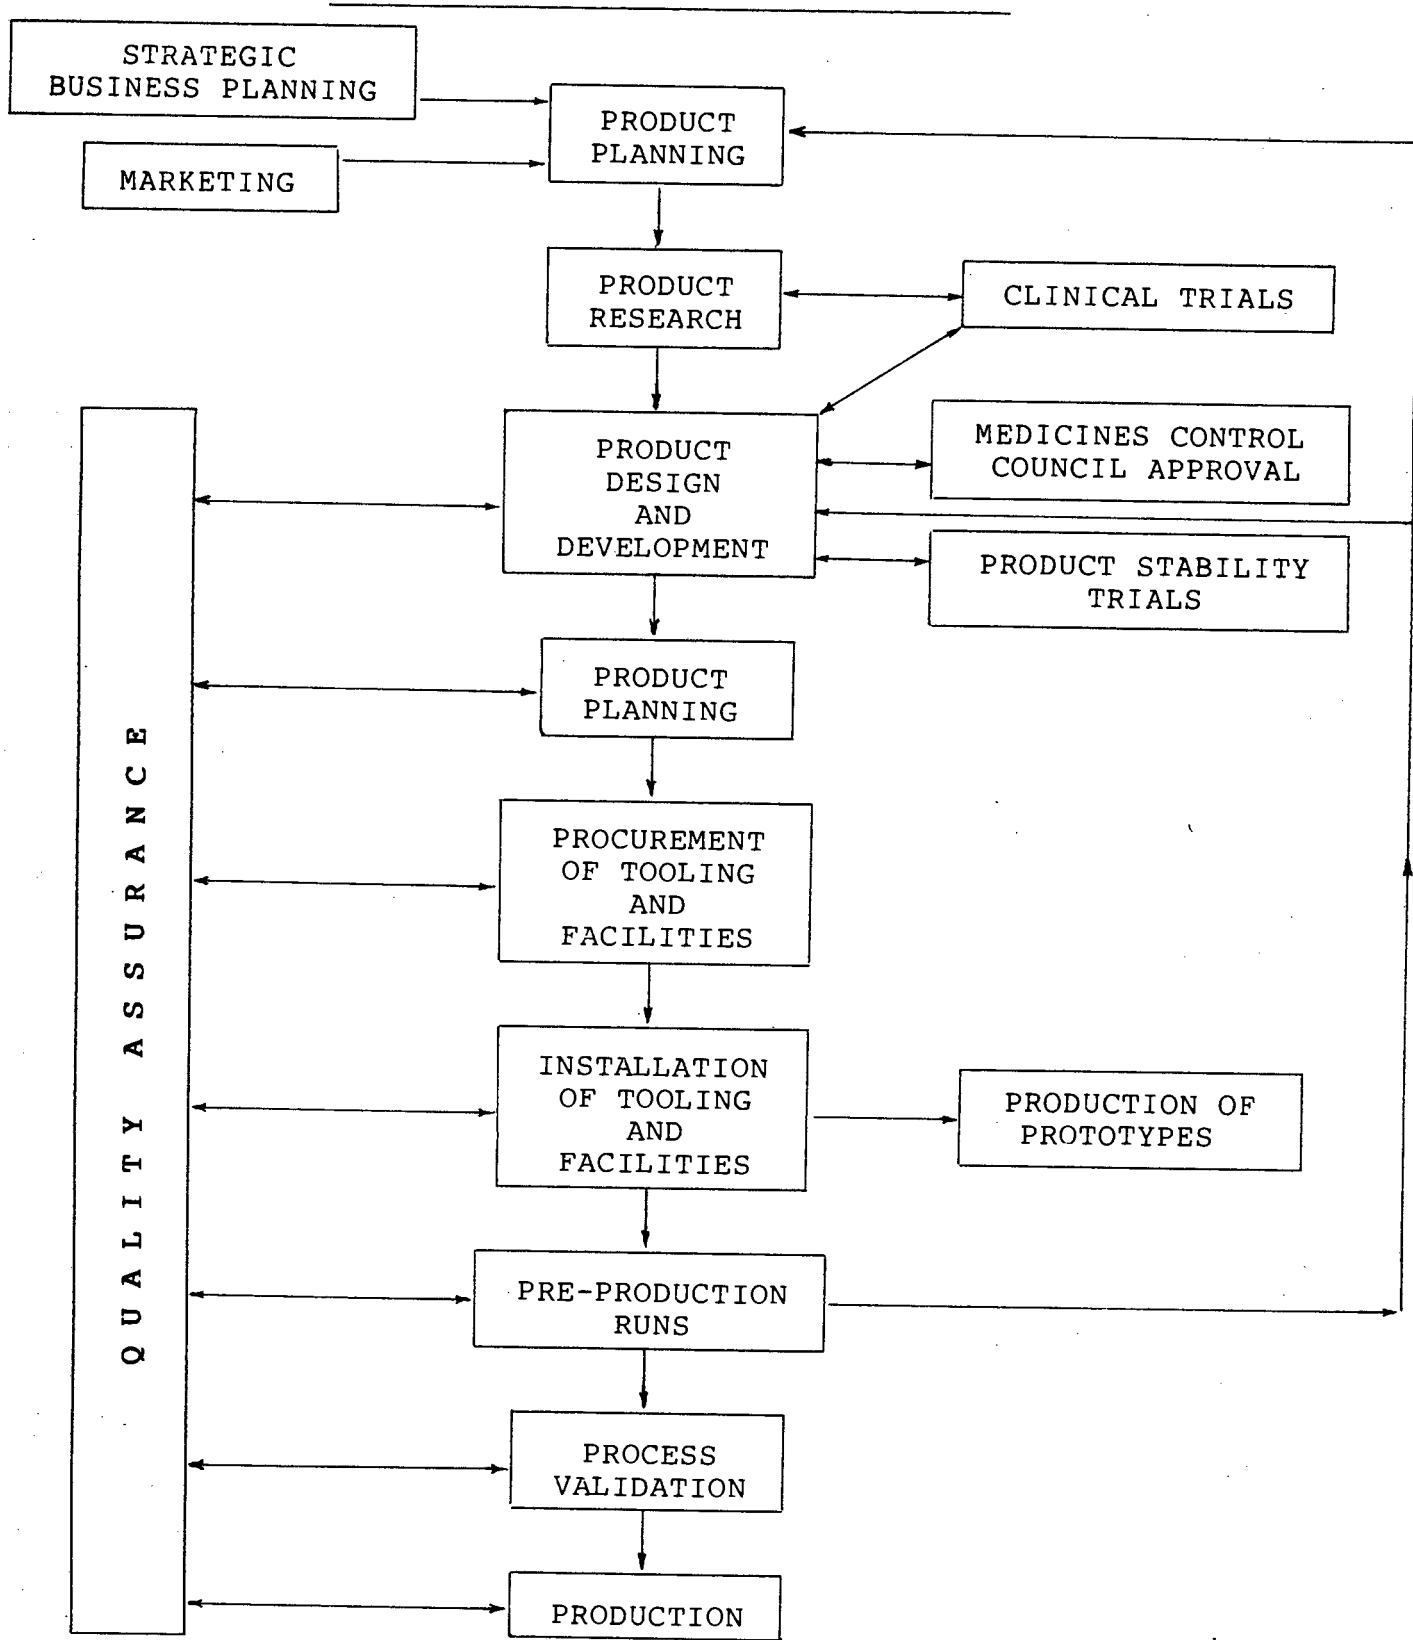 STRATEGIC
BUSINESS PLANNING
PRODUCT
PLANNING
MARKETING
PRODUCT
RESEARCH
CLINICAL TRIALS
PRODUCT
DESIGN
AND
DEVELOPMENT
MEDICINES CONTROL
COUNCIL APPROVAL
PRODUCT STABILITY
TRIALS
PRODUCT
PLANNING
QUALITY ASSURANCE
PROCUREMENT
OF TOOLING
AND
FACILITIES
INSTALLATION
OF TOOLING
AND
FACILITIES
PRODUCTION OF
PROTOTYPES
PRE-PRODUCTION
RUNS
PROCESS
VALIDATION
PRODUCTION